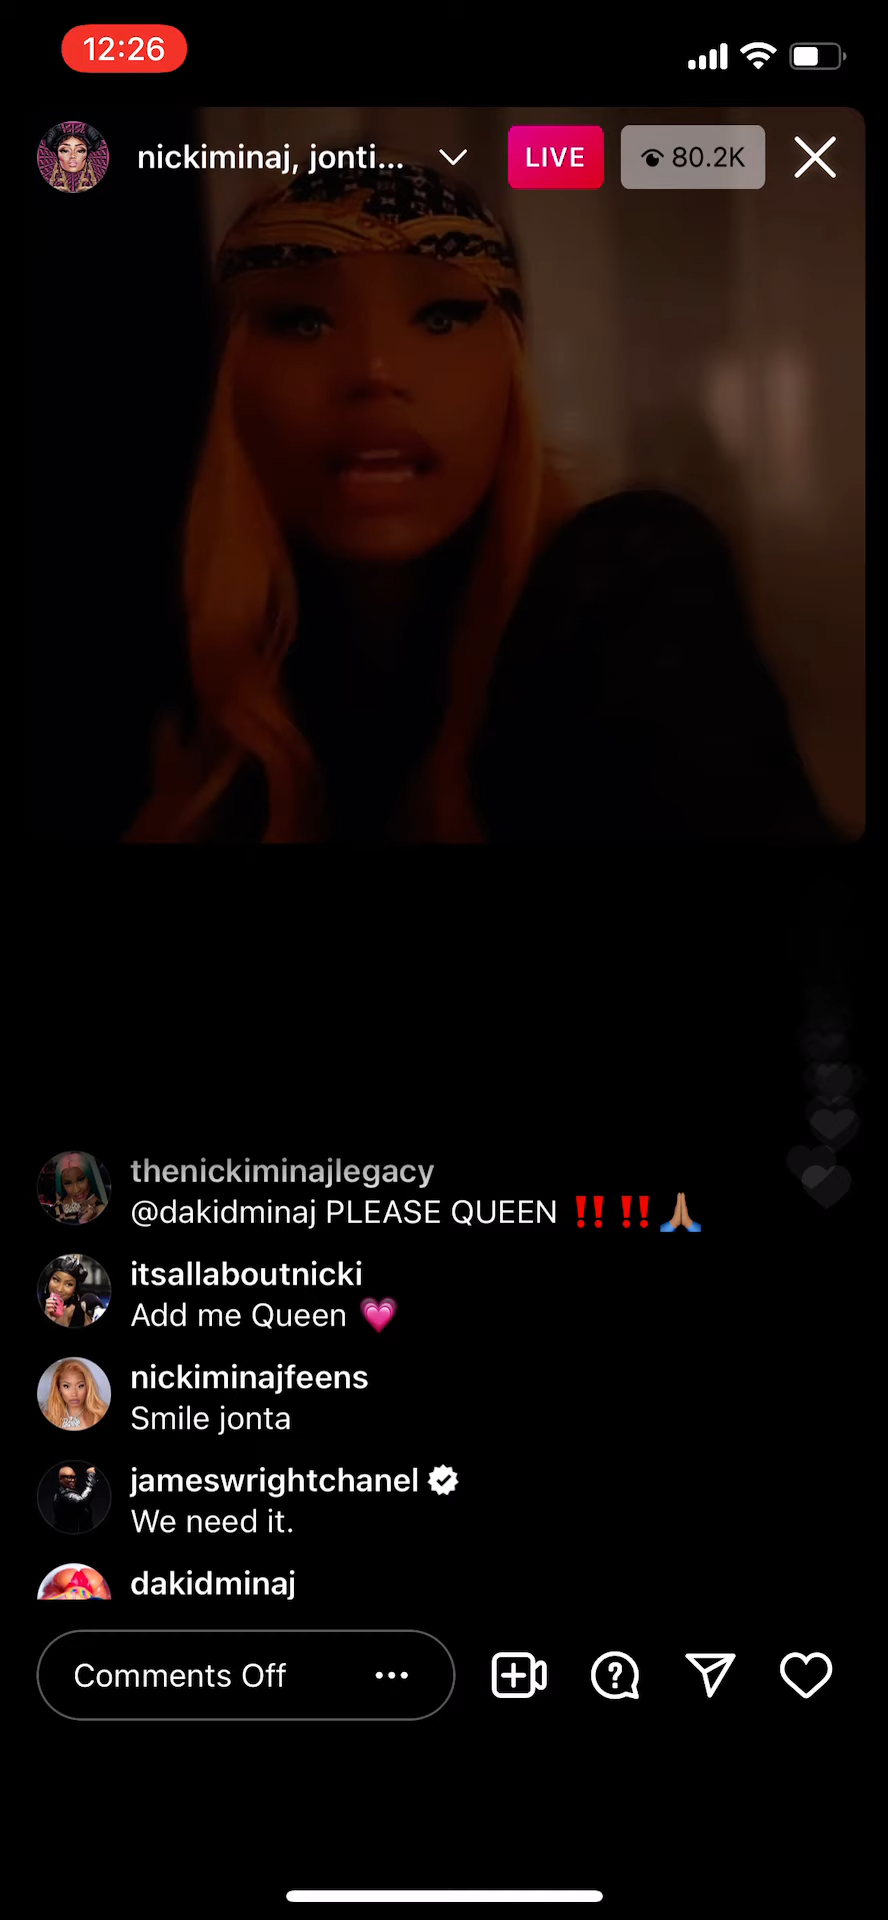 12:26
nickiminaj, jonti...
LIVE
80.2K
thenickiminajlegacy
@dakidminaj PLEASE QUEEN ‼️ ‼️ 🙏🏽
itsallaboutnicki
Add me Queen 💗
nickiminajfeens
Smile jonta
jameswrightchanel
We need it.
dakidminaj
Comments Off